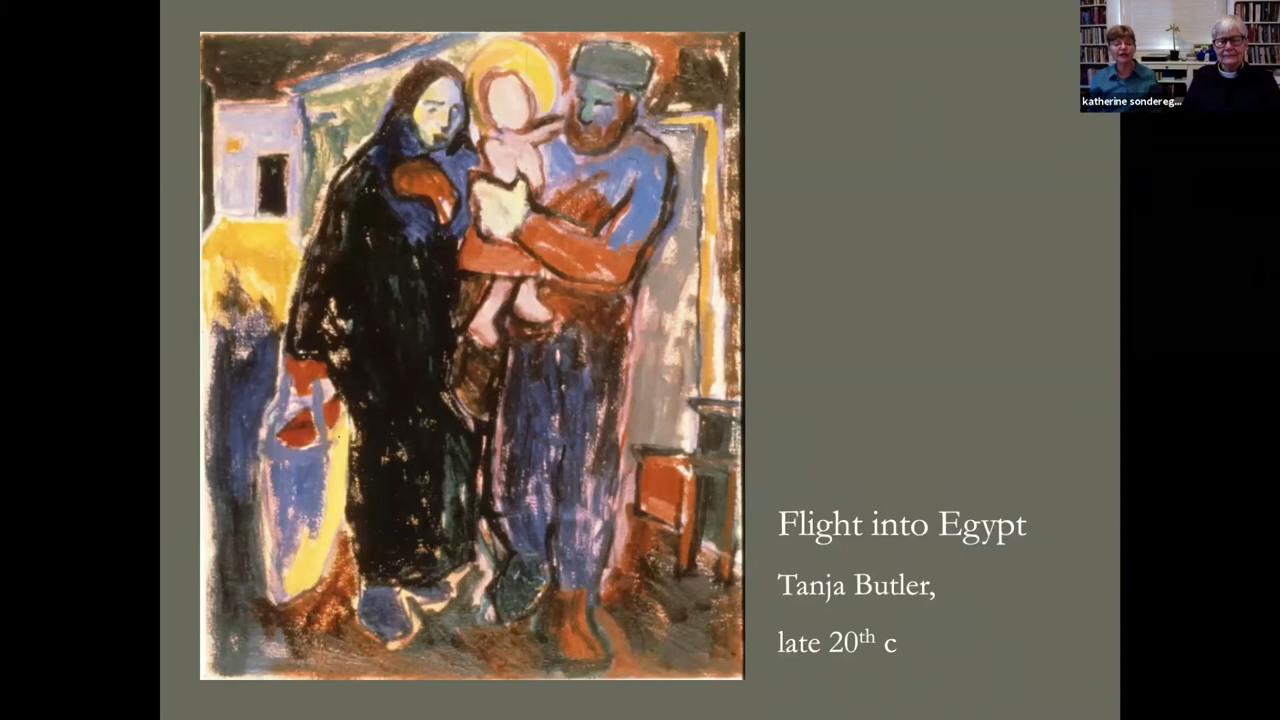 katherine sondereg...
Flight into Egypt
Tanja Butler,
late 20th c